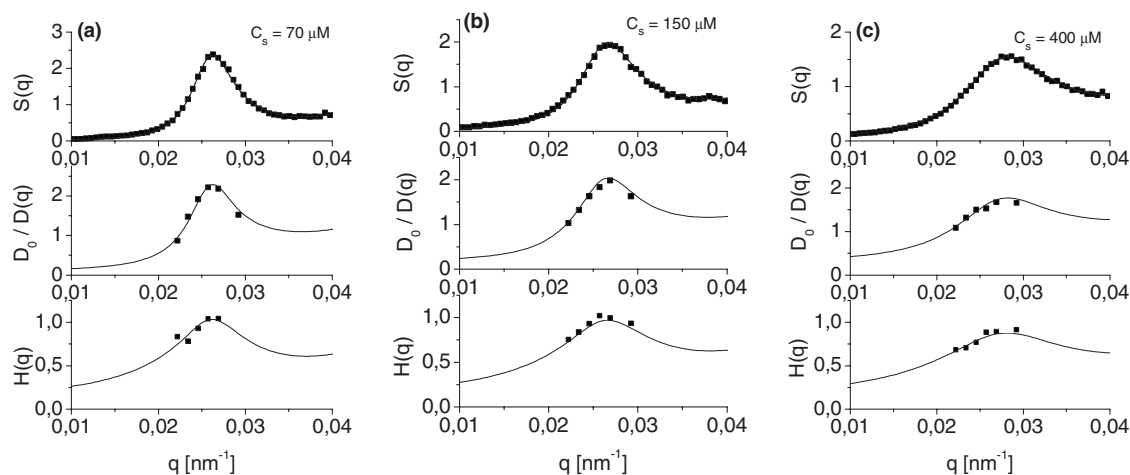 (a)
C_s = 70 µM
S(q)
3
2
1
0
0,01 0,02 0,03 0,04
D_0 / D(q)
2
1
0
0,01 0,02 0,03 0,04
H(q)
1,0
0,5
0,0
0,01 0,02 0,03 0,04
q [nm^-1]
(b)
C_s = 150 µM
S(q)
2
1
0
0,01 0,02 0,03 0,04
D_0 / D(q)
2
1
0
0,01 0,02 0,03 0,04
H(q)
1,0
0,5
0,0
0,01 0,02 0,03 0,04
q [nm^-1]
(c)
C_s = 400 µM
S(q)
2
1
0
0,01 0,02 0,03 0,04
D_0 / D(q)
2
1
0
0,01 0,02 0,03 0,04
H(q)
1,0
0,5
0,0
0,01 0,02 0,03 0,04
q [nm^-1]